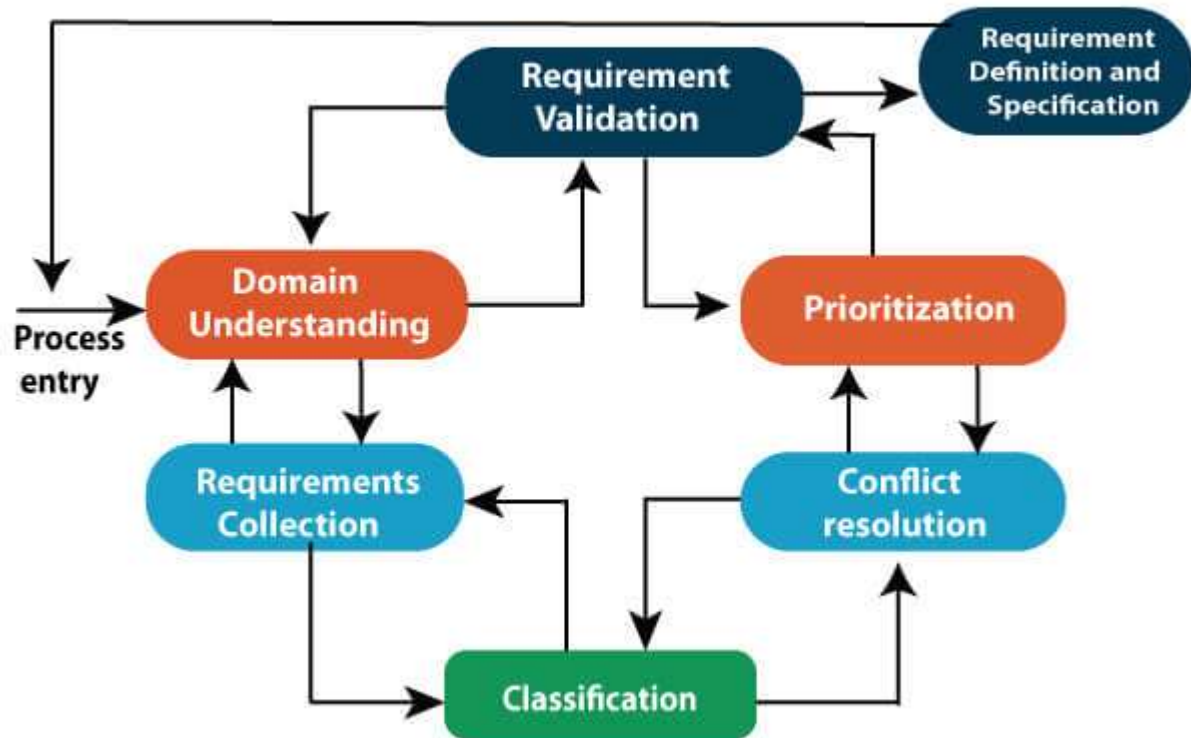 Requirement
Definition and
Specification
Requirement
Validation
Domain
Understanding
Prioritization
Process
entry
Requirements
Collection
Conflict
resolution
Classification